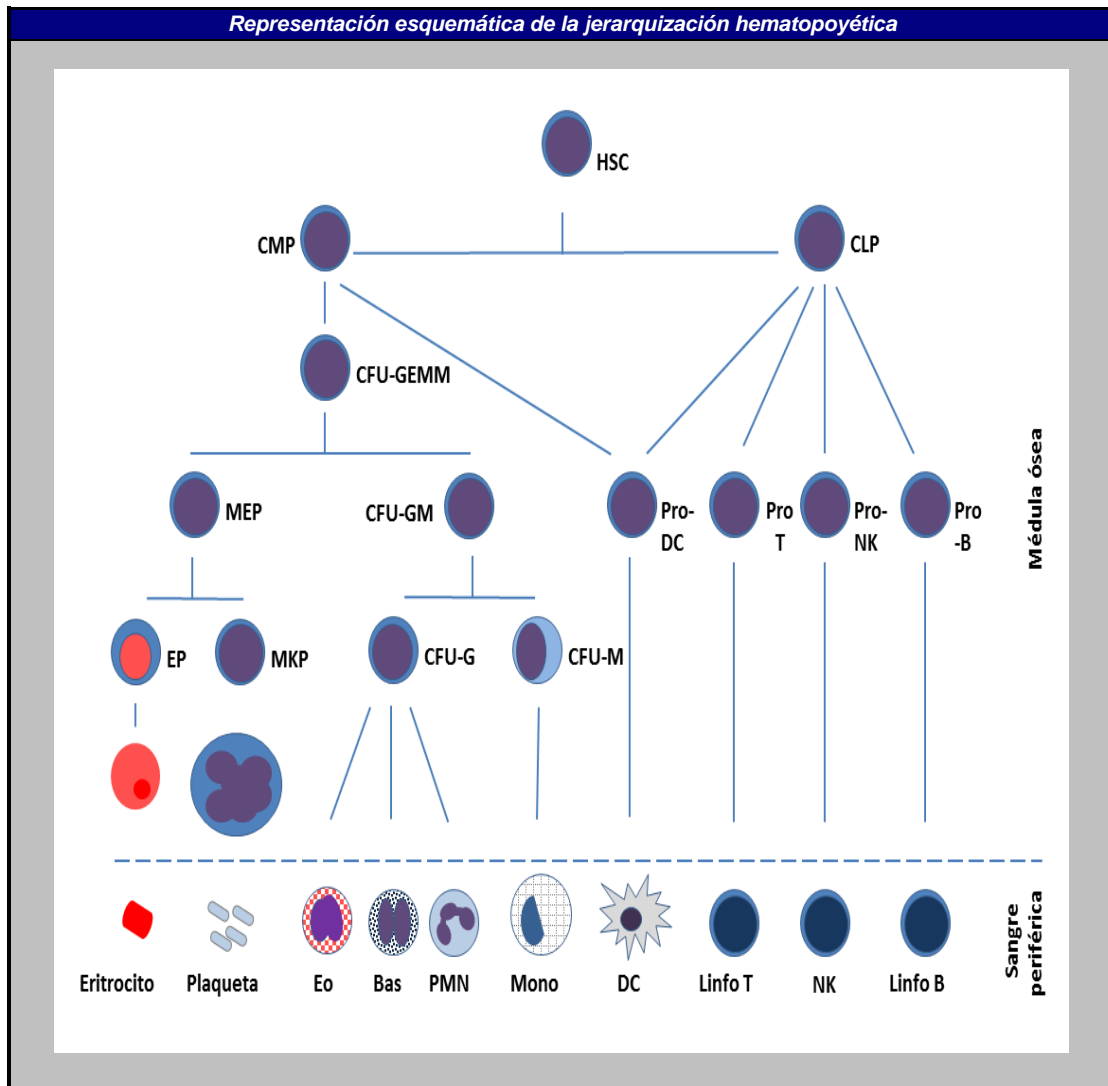 Representación esquemática de la jerarquización hematopoyética
HSC
CMP
CLP
CFU-GEMM
MEP
CFU-GM
Pro-
DC
Pro
T
Pro-
NK
Pro
-B
Médula ósea
EP
MKP
CFU-G
CFU-M
Sangre
periférica
Eritrocito
Plaqueta
Eo
Bas
PMN
Mono
DC
Linfo T
NK
Linfo B